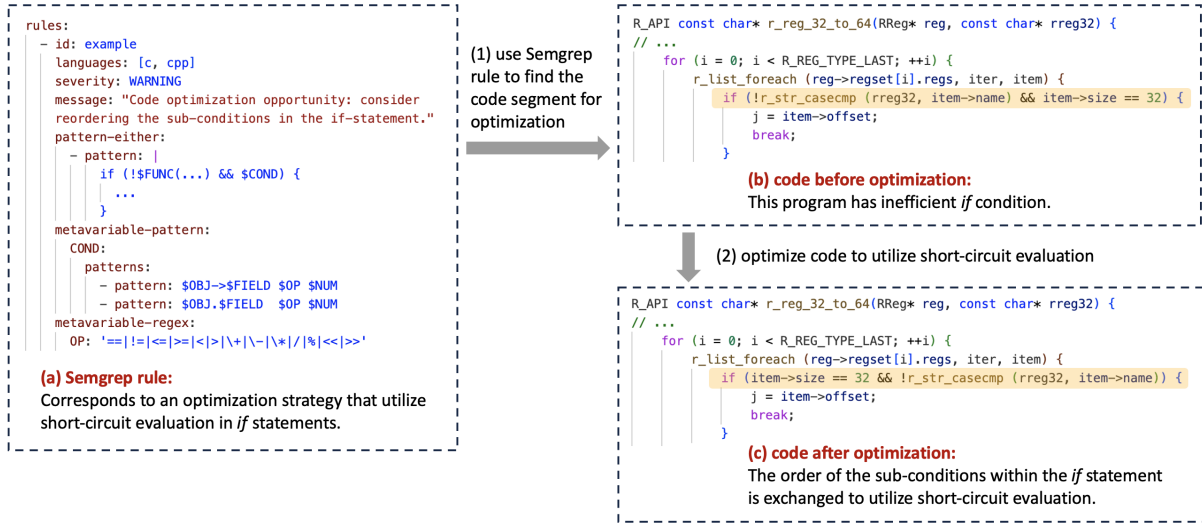 rules:
- id: example
languages: [c, cpp]
severity: WARNING
message: "Code optimization opportunity: consider
reordering the sub-conditions in the if-statement."
pattern-either:
- pattern: |
if (!$FUNC(...) && $COND) {
...
}
metavariable-pattern:
COND:
patterns:
- pattern: $OBJ->$FIELD $OP $NUM
- pattern: $OBJ.$FIELD  $OP $NUM
metavariable-regex:
OP: '==|!=|<=|>=|<|>|\+|\-|\*|/|%|<<|>>'
(a) Semgrep rule:
Corresponds to an optimization strategy that utilize
short-circuit evaluation in if statements.
(1) use Semgrep
rule to find the
code segment for
optimization
R_API const char* r_reg_32_to_64(RReg* reg, const char* rreg32) {
// ...
for (i = 0; i < R_REG_TYPE_LAST; ++i) {
r_list_foreach (reg->regset[i].regs, iter, item) {
if (!r_str_casecmp (rreg32, item->name) && item->size == 32) {
j = item->offset;
break;
}
(b) code before optimization:
This program has inefficient if condition.
(2) optimize code to utilize short-circuit evaluation
R_API const char* r_reg_32_to_64(RReg* reg, const char* rreg32) {
// ...
for (i = 0; i < R_REG_TYPE_LAST; ++i) {
r_list_foreach (reg->regset[i].regs, iter, item) {
if (item->size == 32 && !r_str_casecmp (rreg32, item->name)) {
j = item->offset;
break;
}
(c) code after optimization:
The order of the sub-conditions within the if statement
is exchanged to utilize short-circuit evaluation.